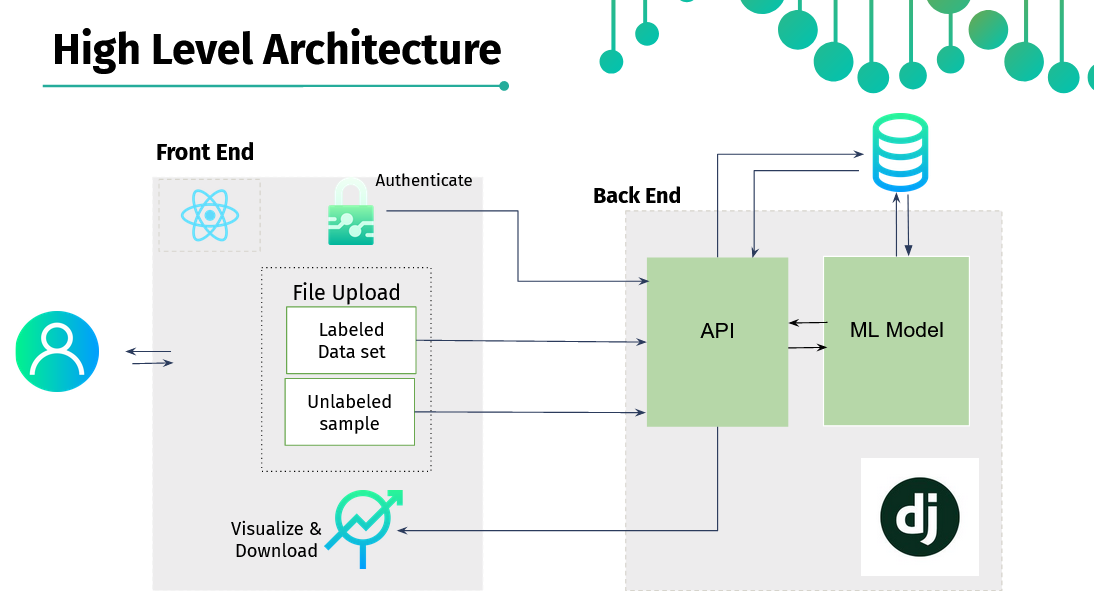 High Level Architecture
Front End
Authenticate
Back End
File Upload
Labeled
Data set
API
ML Model
Unlabeled
sample
Visualize &
Download
dj